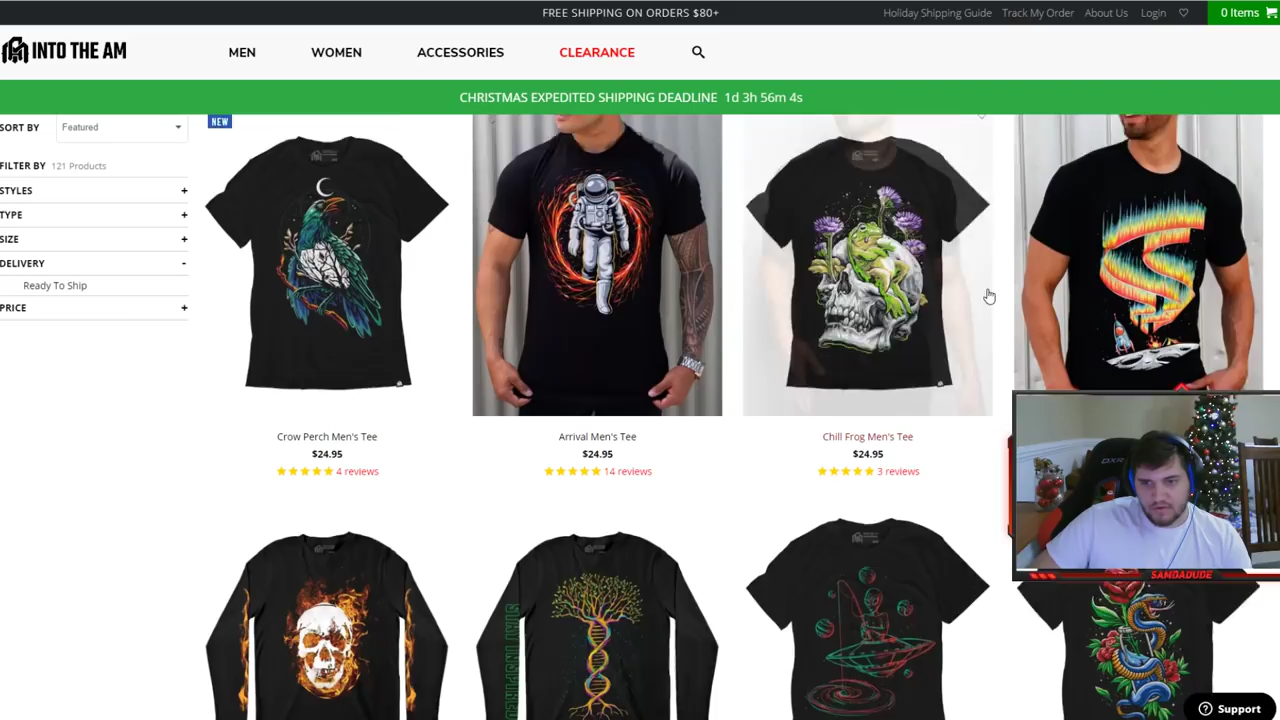 FREE SHIPPING ON ORDERS $80+
Holiday Shipping Guide
Track My Order
About Us
Login
0 Items
INTO THE AM
MEN
WOMEN
ACCESSORIES
CLEARANCE
CHRISTMAS EXPEDITED SHIPPING DEADLINE 1d 3h 56m 4s
SORT BY
Featured
FILTER BY 121 Products
STYLES +
TYPE +
SIZE +
DELIVERY -
Ready To Ship
PRICE +
NEW
Crow Perch Men's Tee
$24.95
4 reviews
Arrival Men's Tee
$24.95
14 reviews
Chill Frog Men's Tee
$24.95
3 reviews
DXR
SAMDADUDE
Support